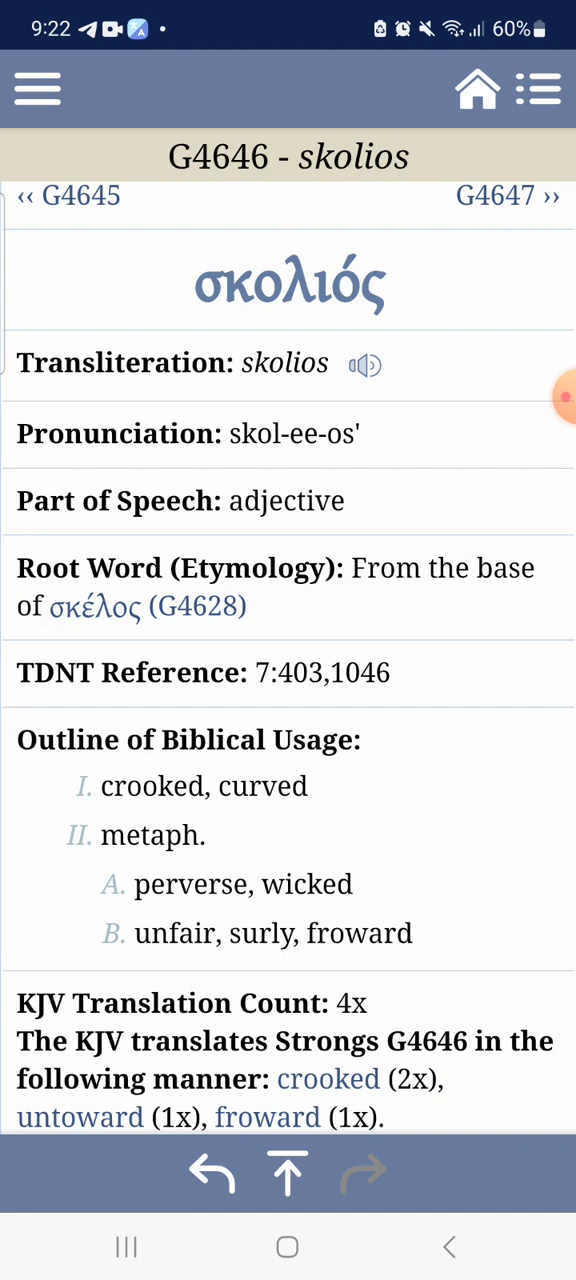 9:22 60%
G4646 - skolios
‹‹ G4645 G4647 ››
σκολιός
Transliteration: skolios
Pronunciation: skol-ee-os'
Part of Speech: adjective
Root Word (Etymology): From the base
of σκέλος (G4628)
TDNT Reference: 7:403,1046
Outline of Biblical Usage:
I. crooked, curved
II. metaph.
A. perverse, wicked
B. unfair, surly, froward
KJV Translation Count: 4x
The KJV translates Strongs G4646 in the
following manner: crooked (2x),
untoward (1x), froward (1x).